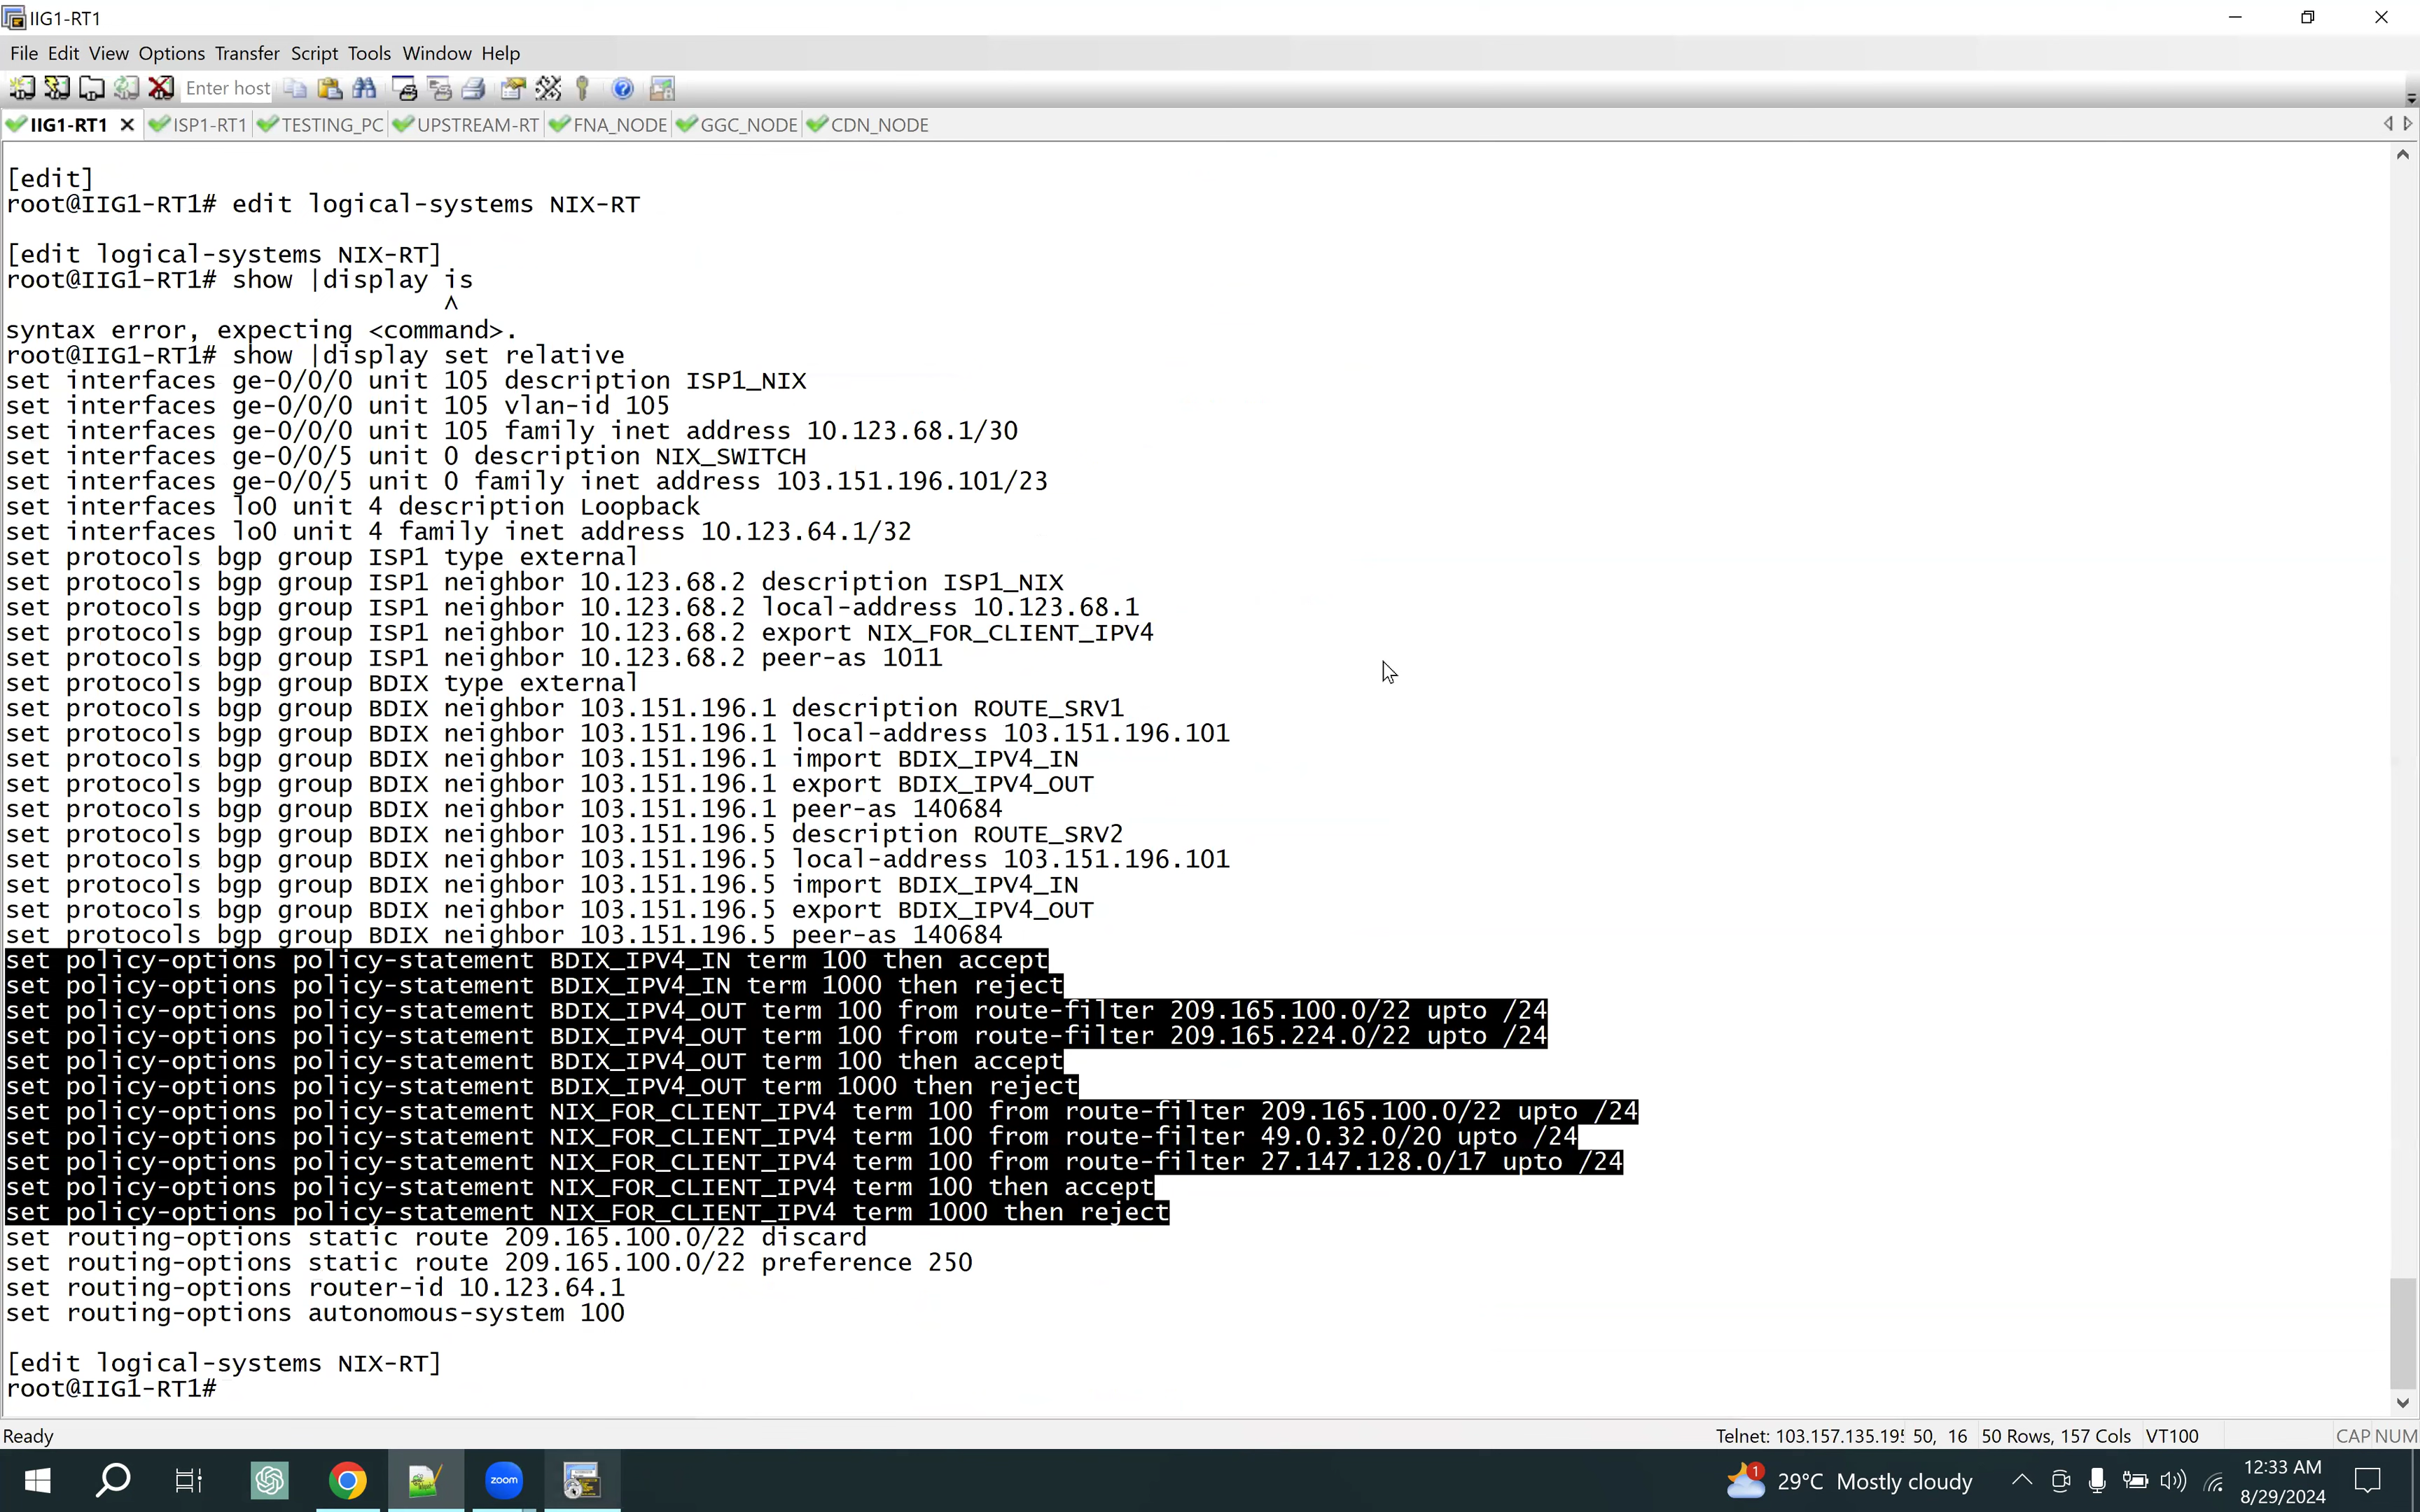 IIG1-RT1
File Edit View Options Transfer Script Tools Window Help
Enter host
IIG1-RT1 ISP1-RT1 TESTING_PC UPSTREAM-RT FNA_NODE GGC_NODE CDN_NODE
[edit]
root@IIG1-RT1# edit logical-systems NIX-RT
[edit logical-systems NIX-RT]
root@IIG1-RT1# show |display is
^
syntax error, expecting <command>.
root@IIG1-RT1# show |display set relative
set interfaces ge-0/0/0 unit 105 description ISP1_NIX
set interfaces ge-0/0/0 unit 105 vlan-id 105
set interfaces ge-0/0/0 unit 105 family inet address 10.123.68.1/30
set interfaces ge-0/0/5 unit 0 description NIX_SWITCH
set interfaces ge-0/0/5 unit 0 family inet address 103.151.196.101/23
set interfaces lo0 unit 4 description Loopback
set interfaces lo0 unit 4 family inet address 10.123.64.1/32
set protocols bgp group ISP1 type external
set protocols bgp group ISP1 neighbor 10.123.68.2 description ISP1_NIX
set protocols bgp group ISP1 neighbor 10.123.68.2 local-address 10.123.68.1
set protocols bgp group ISP1 neighbor 10.123.68.2 export NIX_FOR_CLIENT_IPV4
set protocols bgp group ISP1 neighbor 10.123.68.2 peer-as 1011
set protocols bgp group BDIX type external
set protocols bgp group BDIX neighbor 103.151.196.1 description ROUTE_SRV1
set protocols bgp group BDIX neighbor 103.151.196.1 local-address 103.151.196.101
set protocols bgp group BDIX neighbor 103.151.196.1 import BDIX_IPV4_IN
set protocols bgp group BDIX neighbor 103.151.196.1 export BDIX_IPV4_OUT
set protocols bgp group BDIX neighbor 103.151.196.1 peer-as 140684
set protocols bgp group BDIX neighbor 103.151.196.5 description ROUTE_SRV2
set protocols bgp group BDIX neighbor 103.151.196.5 local-address 103.151.196.101
set protocols bgp group BDIX neighbor 103.151.196.5 import BDIX_IPV4_IN
set protocols bgp group BDIX neighbor 103.151.196.5 export BDIX_IPV4_OUT
set protocols bgp group BDIX neighbor 103.151.196.5 peer-as 140684
set policy-options policy-statement BDIX_IPV4_IN term 100 then accept
set policy-options policy-statement BDIX_IPV4_IN term 1000 then reject
set policy-options policy-statement BDIX_IPV4_OUT term 100 from route-filter 209.165.100.0/22 upto /24
set policy-options policy-statement BDIX_IPV4_OUT term 100 from route-filter 209.165.224.0/22 upto /24
set policy-options policy-statement BDIX_IPV4_OUT term 100 then accept
set policy-options policy-statement BDIX_IPV4_OUT term 1000 then reject
set policy-options policy-statement NIX_FOR_CLIENT_IPV4 term 100 from route-filter 209.165.100.0/22 upto /24
set policy-options policy-statement NIX_FOR_CLIENT_IPV4 term 100 from route-filter 49.0.32.0/20 upto /24
set policy-options policy-statement NIX_FOR_CLIENT_IPV4 term 100 from route-filter 27.147.128.0/17 upto /24
set policy-options policy-statement NIX_FOR_CLIENT_IPV4 term 100 then accept
set policy-options policy-statement NIX_FOR_CLIENT_IPV4 term 1000 then reject
set routing-options static route 209.165.100.0/22 discard
set routing-options static route 209.165.100.0/22 preference 250
set routing-options router-id 10.123.64.1
set routing-options autonomous-system 100
[edit logical-systems NIX-RT]
root@IIG1-RT1#
Ready Telnet: 103.157.135.195 50, 16 50 Rows, 157 Cols VT100 CAP NUM
zoom 1 29°C Mostly cloudy 12:33 AM
8/29/2024